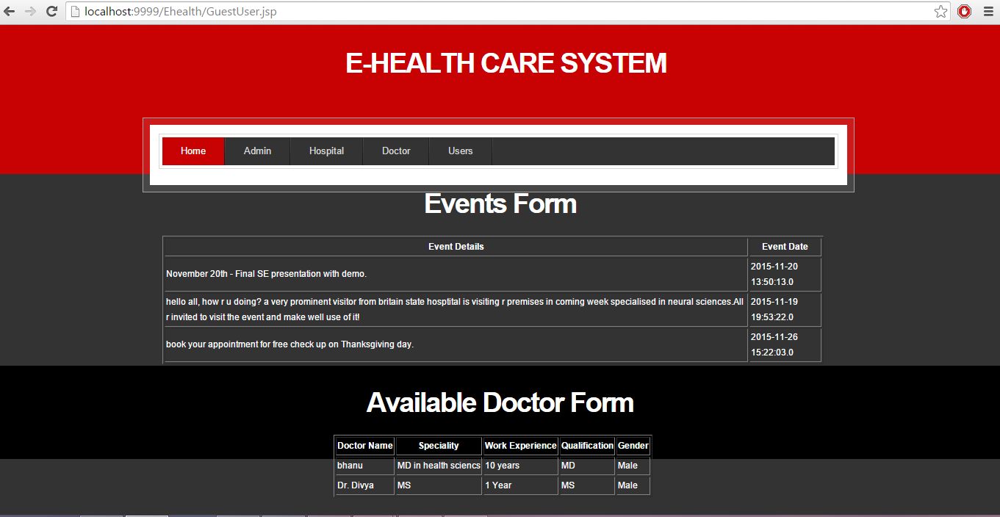 localhost:9999/Ehealth/GuestUser.jsp
E-HEALTH CARE SYSTEM
Home Admin Hospital Doctor Users
Events Form
Event Details Event Date
November 20th - Final SE presentation with demo. 2015-11-20
13:50:13.0
hello all, how r u doing? a very prominent visitor from britain state hosptital is visiting r premises in coming week specialised in neural sciences.All 2015-11-19
r invited to visit the event and make well use of it! 19:53:22.0
book your appointment for free check up on Thanksgiving day. 2015-11-26
15:22:03.0
Available Doctor Form
Doctor Name Speciality Work Experience Qualification Gender
bhanu MD in health sciencs 10 years MD Male
Dr. Divya MS 1 Year MS Male